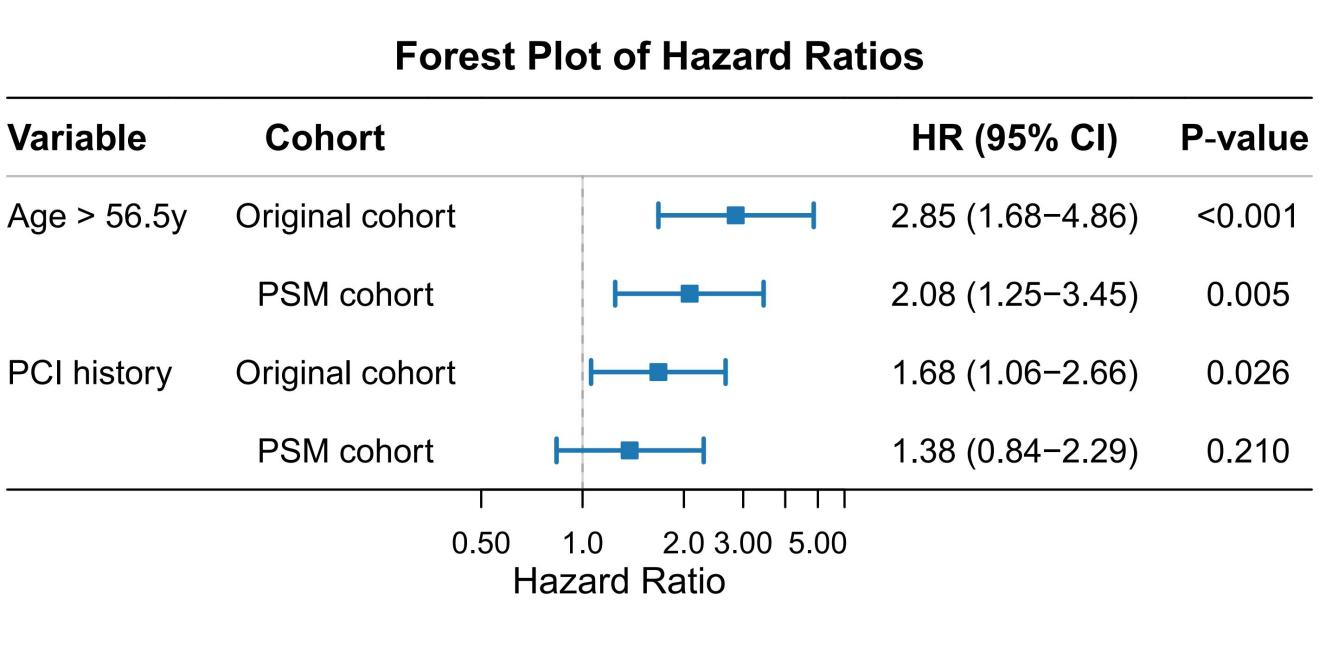 Forest Plot of Hazard Ratios
Variable Cohort HR (95% CI) P-value
Age > 56.5y Original cohort 2.85 (1.68−4.86) <0.001
PSM cohort 2.08 (1.25−3.45) 0.005
PCI history Original cohort 1.68 (1.06−2.66) 0.026
PSM cohort 1.38 (0.84−2.29) 0.210
0.50 1.0 2.0 3.00 5.00
Hazard Ratio